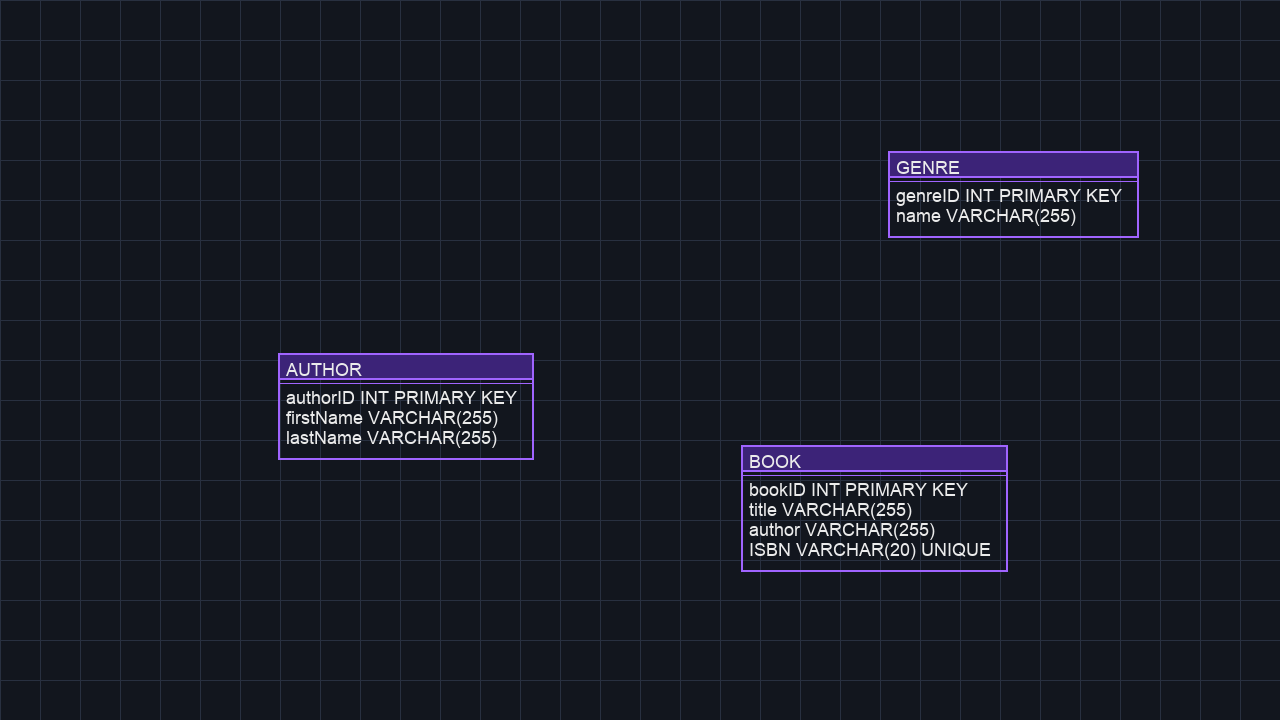 GENRE
genreID INT PRIMARY KEY
name VARCHAR(255)
AUTHOR
authorID INT PRIMARY KEY
firstName VARCHAR(255)
lastName VARCHAR(255)
BOOK
bookID INT PRIMARY KEY
title VARCHAR(255)
author VARCHAR(255)
ISBN VARCHAR(20) UNIQUE